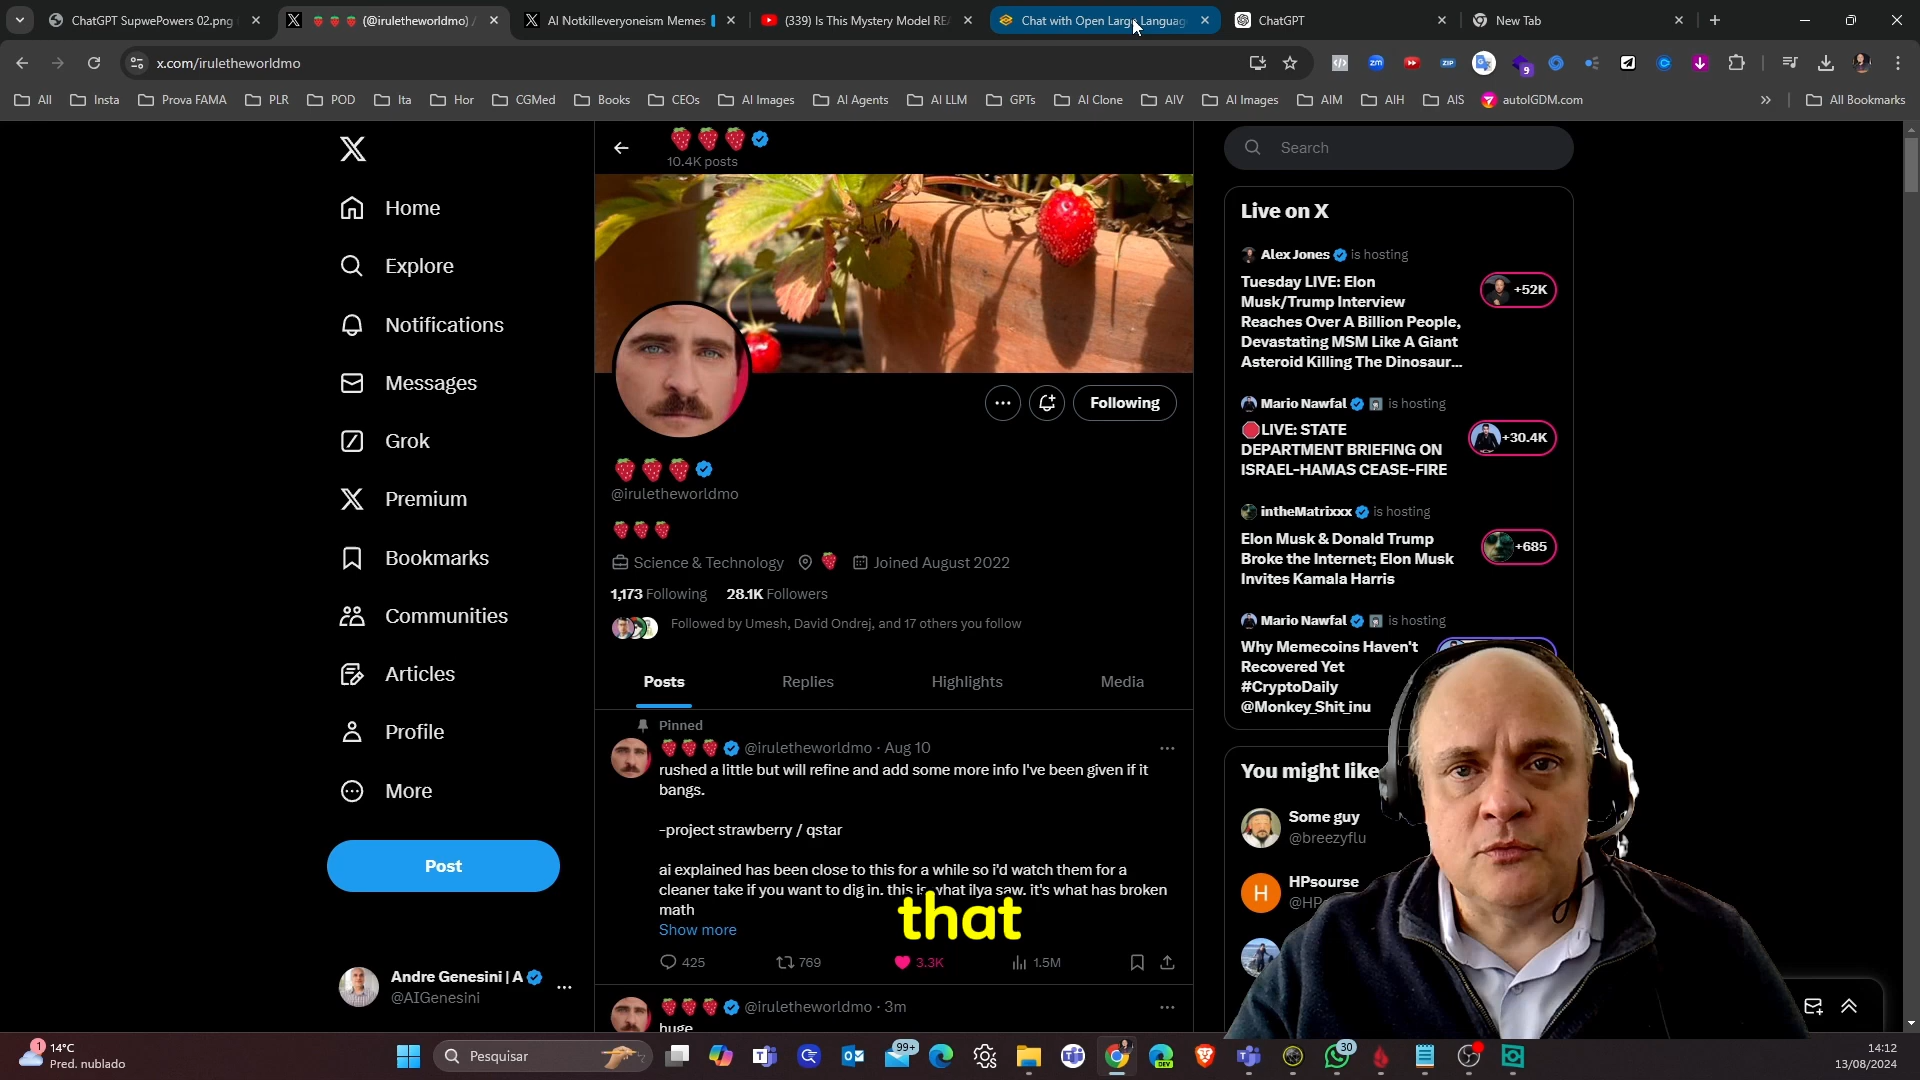 ChatGPT SupwePowers 02.png
(@iruletheworldmo) /
AI Notkilleveryoneism Memes
(339) Is This Mystery Model RE
Chat with Open Large Languag
ChatGPT
New Tab
x.com/iruletheworldmo
All
Insta
Prova FAMA
PLR
POD
Ita
Hor
CGMed
Books
CEOs
AI Images
AI Agents
AI LLM
GPTs
AI Clone
AIV
AI Images
AIM
AIH
AIS
autoIGDM.com
All Bookmarks
🍓🍓🍓
10.4K posts
Home
Explore
Notifications
Messages
Grok
Premium
Bookmarks
Communities
Articles
Profile
More
Post
Andre Genesini | A
@AIGenesini
Following
🍓🍓🍓
@iruletheworldmo
🍓🍓🍓
Science & Technology 🍓 Joined August 2022
1,173 Following 28.1K Followers
Followed by Umesh, David Ondrej, and 17 others you follow
Posts Replies Highlights Media
Pinned
🍓🍓🍓 @iruletheworldmo · Aug 10
rushed a little but will refine and add some more info I've been given if it
bangs.
-project strawberry / qstar
ai explained has been close to this for a while so i'd watch them for a
cleaner take if you want to dig in. this is what ilya saw. it's what has broken
math
Show more
that
425 769 3.3K 1.5M
🍓🍓🍓 @iruletheworldmo · 3m
huge
Search
Live on X
Alex Jones is hosting
Tuesday LIVE: Elon
Musk/Trump Interview
Reaches Over A Billion People,
Devastating MSM Like A Giant
Asteroid Killing The Dinosaur...
+52K
Mario Nawfal is hosting
🛑LIVE: STATE
DEPARTMENT BRIEFING ON
ISRAEL-HAMAS CEASE-FIRE
+30.4K
intheMatrixxx is hosting
Elon Musk & Donald Trump
Broke the Internet; Elon Musk
Invites Kamala Harris
+685
Mario Nawfal is hosting
Why Memecoins Haven't
Recovered Yet
#CryptoDaily
@Monkey_Shit_inu
You might like
Some guy
@breezyflu
H
HPsourse
1
14°C
Pred. nublado
Pesquisar
99+
DEV
30
14:12
13/08/2024
zm
ZIP
9